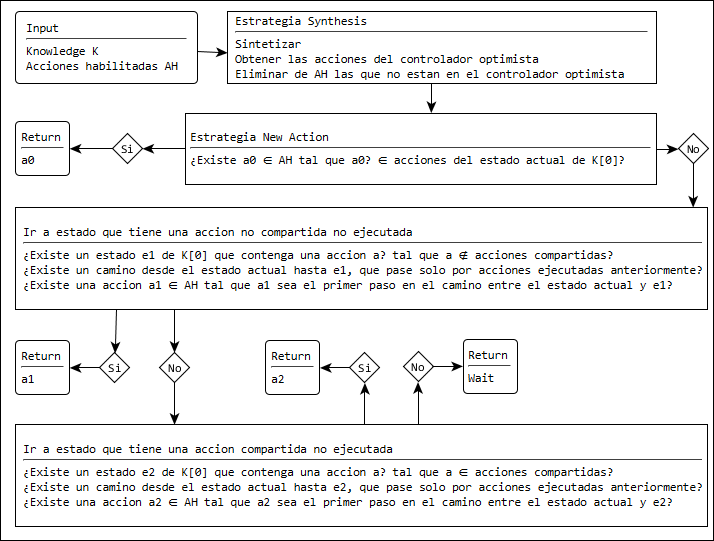 Input
Knowledge K
Acciones habilitadas AH
Estrategia Synthesis
Sintetizar
Obtener las acciones del controlador optimista
Eliminar de AH las que no estan en el controlador optimista
Return
a0
Si
Estrategia New Action
¿Existe a0 ∈ AH tal que a0? ∈ acciones del estado actual de K[0]?
No
Ir a estado que tiene una accion no compartida no ejecutada
¿Existe un estado e1 de K[0] que contenga una accion a? tal que a ∉ acciones compartidas?
¿Existe un camino desde el estado actual hasta e1, que pase solo por acciones ejecutadas anteriormente?
¿Existe una accion a1 ∈ AH tal que a1 sea el primer paso en el camino entre el estado actual y e1?
Return
a1
Si
No
Return
a2
Si
No
Return
Wait
Ir a estado que tiene una accion compartida no ejecutada
¿Existe un estado e2 de K[0] que contenga una accion a? tal que a ∈ acciones compartidas?
¿Existe un camino desde el estado actual hasta e2, que pase solo por acciones ejecutadas anteriormente?
¿Existe una accion a2 ∈ AH tal que a2 sea el primer paso en el camino entre el estado actual y e2?